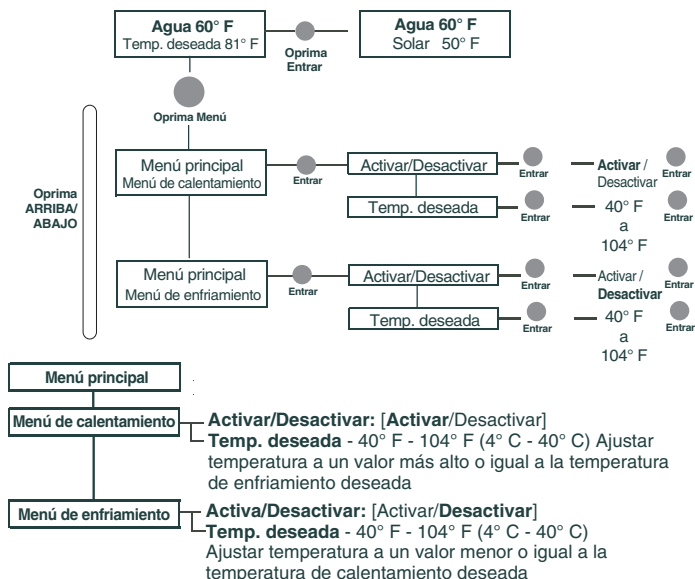 Agua 60° F
Temp. deseada 81° F
Oprima
Entrar
Agua 60° F
Solar 50° F
Oprima Menú
Oprima
ARRIBA/
ABAJO
Menú principal
Menú de calentamiento
Entrar
Activar/Desactivar
Entrar
Activar /
Desactivar
Entrar
Temp. deseada
Entrar
40° F
a
104° F
Entrar
Menú principal
Menú de enfriamiento
Entrar
Activar/Desactivar
Entrar
Activar /
Desactivar
Entrar
Temp. deseada
Entrar
40° F
a
104° F
Entrar
Menú principal
Menú de calentamiento
Activar/Desactivar: [Activar/Desactivar]
Temp. deseada - 40° F - 104° F (4° C - 40° C) Ajustar
temperatura a un valor más alto o igual a la temperatura
de enfriamiento deseada
Menú de enfriamiento
Activa/Desactivar: [Activar/Desactivar]
Temp. deseada - 40° F - 104° F (4° C - 40° C)
Ajustar temperatura a un valor menor o igual a la
temperatura de calentamiento deseada